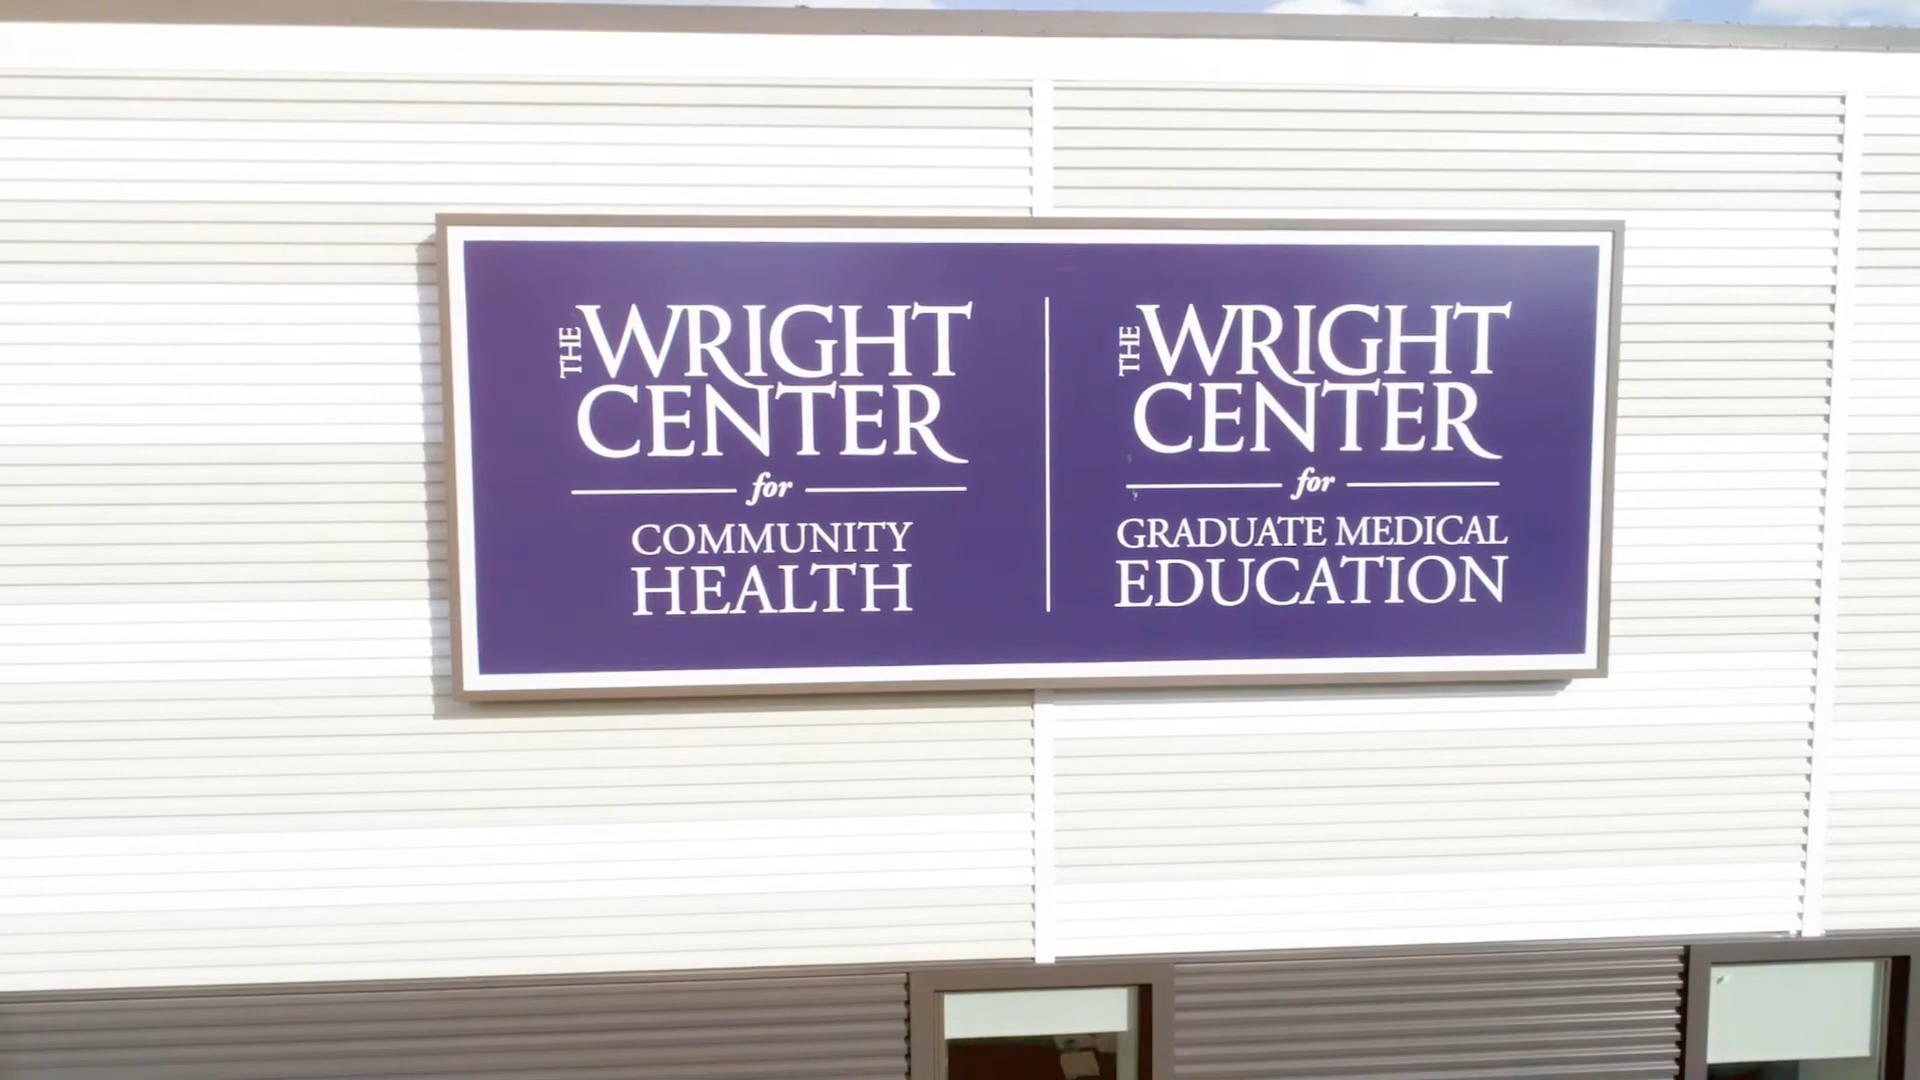 THE WRIGHT
CENTER
for
COMMUNITY
HEALTH
THE WRIGHT
CENTER
for
GRADUATE MEDICAL
EDUCATION